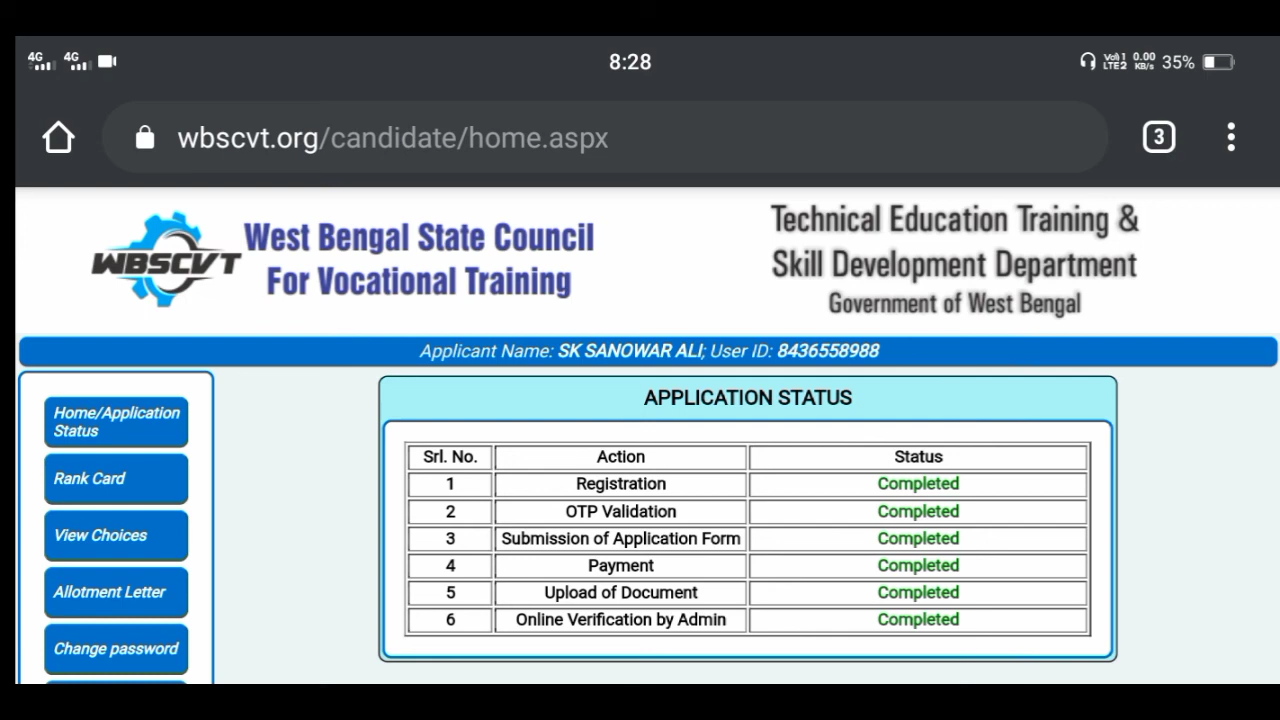 4G 4G 8:28 Vo) 1 LTE2 0.00 KB/s 35%
wbscvt.org/candidate/home.aspx 3
WBSCVT
West Bengal State Council
For Vocational Training
Technical Education Training &
Skill Development Department
Government of West Bengal
Applicant Name: SK SANOWAR ALI; User ID: 8436558988
Home/Application
Status
Rank Card
View Choices
Allotment Letter
Change password
APPLICATION STATUS
Srl. No. Action Status
1 Registration Completed
2 OTP Validation Completed
3 Submission of Application Form Completed
4 Payment Completed
5 Upload of Document Completed
6 Online Verification by Admin Completed